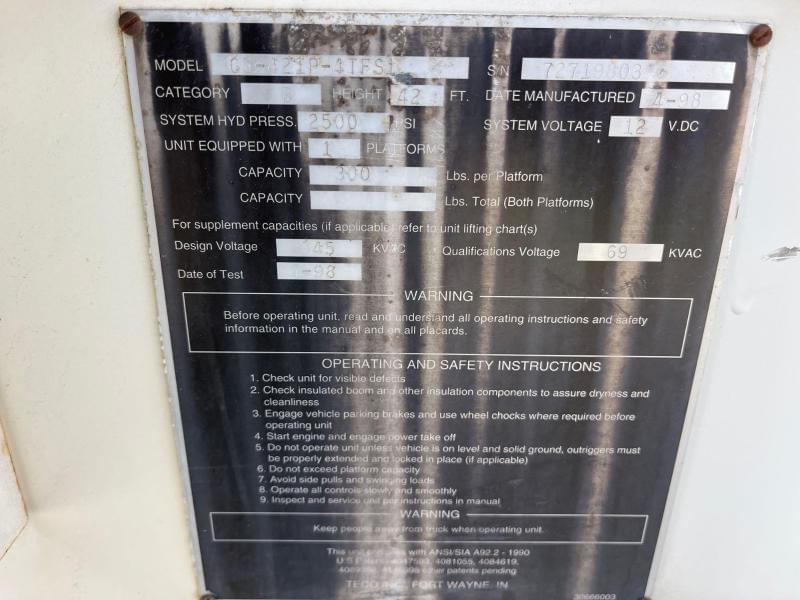 MODEL
S/N
CATEGORY HEIGHT 42 FT. DATE MANUFACTURED 4-98
SYSTEM HYD PRESS. 2500 PSI SYSTEM VOLTAGE 12 V.DC
UNIT EQUIPPED WITH 1 PLATFORMS
CAPACITY 300 Lbs. per Platform
CAPACITY Lbs. Total (Both Platforms)
For supplement capacities (if applicable) refer to unit lifting chart(s)
Design Voltage KVAC Qualifications Voltage 69 KVAC
Date of Test
WARNING
Before operating unit, read and understand all operating instructions and safety
information in the manual and on all placards.
OPERATING AND SAFETY INSTRUCTIONS
1. Check unit for visible defects
2. Check insulated boom and other insulation components to assure dryness and
cleanliness
3. Engage vehicle parking brakes and use wheel chocks where required before
operating unit
4. Start engine and engage power take off
5. Do not operate unit unless vehicle is on level and solid ground, outriggers must
be properly extended and locked in place (if applicable)
6. Do not exceed platform capacity
7. Avoid side pulls and swinging loads
8. Operate all controls slowly and smoothly
9. Inspect and service unit per instructions in manual
WARNING
Keep people away from truck when operating unit.
This unit complies with ANSI/SIA A92.2 - 1990
4081055, 4084619,
other patents pending
TECO INC. FORT WAYNE, IN
30666003